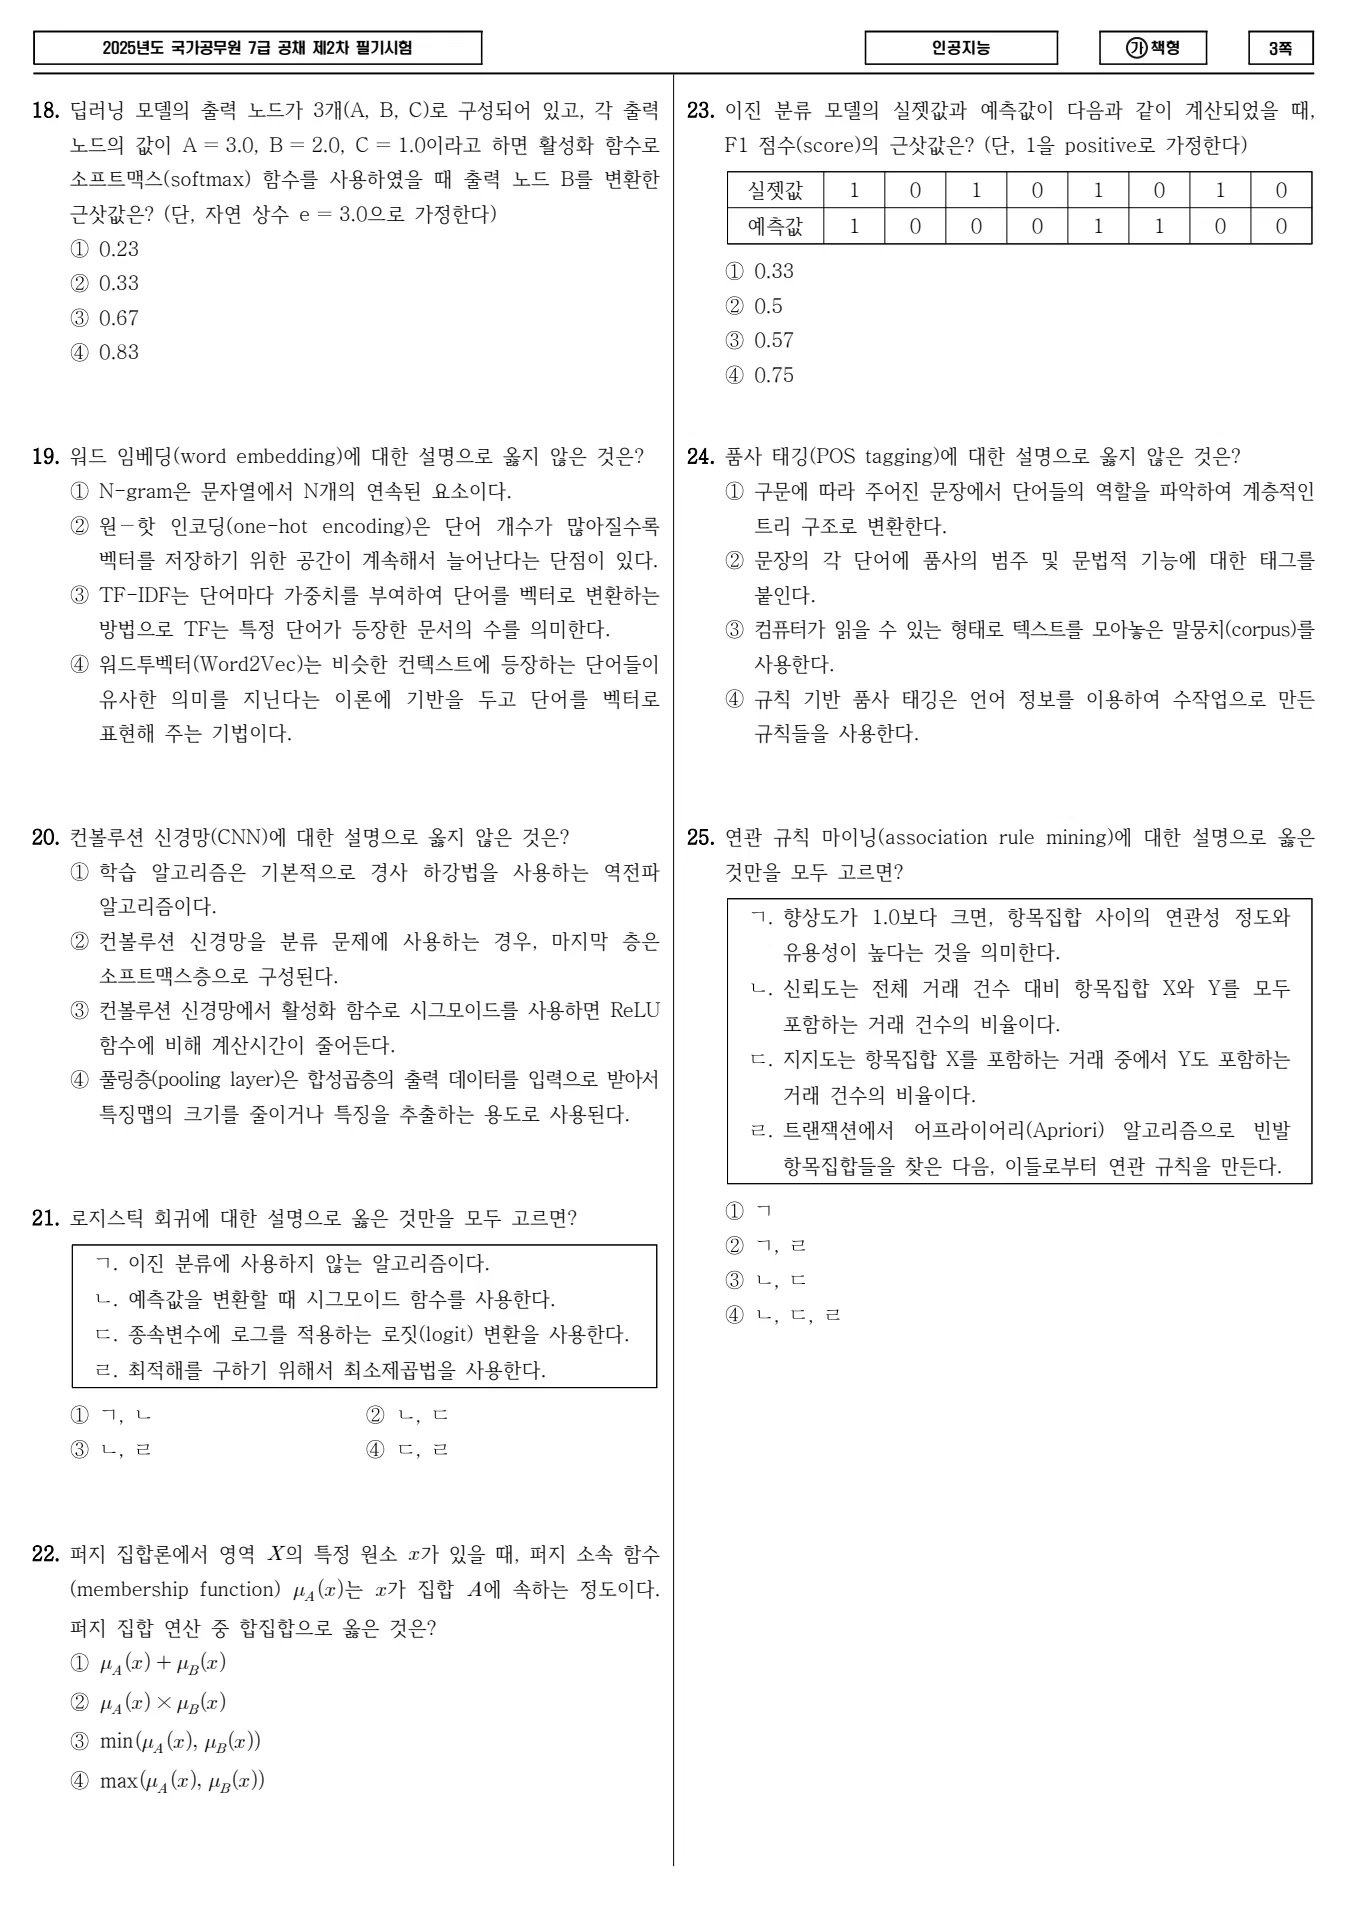 2025년도 국가공무원 7급 공채 제2차 필기시험
인공지능
㉮ 책형
3쪽
18. 딥러닝 모델의 출력 노드가 3개(A, B, C)로 구성되어 있고, 각 출력
노드의 값이 A = 3.0, B = 2.0, C = 1.0이라고 하면 활성화 함수로
소프트맥스(softmax) 함수를 사용하였을 때 출력 노드 B를 변환한
근삿값은? (단, 자연 상수 e = 3.0으로 가정한다)
① 0.23
② 0.33
③ 0.67
④ 0.83
19. 워드 임베딩(word embedding)에 대한 설명으로 옳지 않은 것은?
① N-gram은 문자열에서 N개의 연속된 요소이다.
② 원-핫 인코딩(one-hot encoding)은 단어 개수가 많아질수록
벡터를 저장하기 위한 공간이 계속해서 늘어난다는 단점이 있다.
③ TF-IDF는 단어마다 가중치를 부여하여 단어를 벡터로 변환하는
방법으로 TF는 특정 단어가 등장한 문서의 수를 의미한다.
④ 워드투벡터(Word2Vec)는 비슷한 컨텍스트에 등장하는 단어들이
유사한 의미를 지닌다는 이론에 기반을 두고 단어를 벡터로
표현해 주는 기법이다.
20. 컨볼루션 신경망(CNN)에 대한 설명으로 옳지 않은 것은?
① 학습 알고리즘은 기본적으로 경사 하강법을 사용하는 역전파
알고리즘이다.
② 컨볼루션 신경망을 분류 문제에 사용하는 경우, 마지막 층은
소프트맥스층으로 구성된다.
③ 컨볼루션 신경망에서 활성화 함수로 시그모이드를 사용하면 ReLU
함수에 비해 계산시간이 줄어든다.
④ 풀링층(pooling layer)은 합성곱층의 출력 데이터를 입력으로 받아서
특징맵의 크기를 줄이거나 특징을 추출하는 용도로 사용된다.
21. 로지스틱 회귀에 대한 설명으로 옳은 것만을 모두 고르면?
ㄱ. 이진 분류에 사용하지 않는 알고리즘이다.
ㄴ. 예측값을 변환할 때 시그모이드 함수를 사용한다.
ㄷ. 종속변수에 로그를 적용하는 로짓(logit) 변환을 사용한다.
ㄹ. 최적해를 구하기 위해서 최소제곱법을 사용한다.
① ㄱ, ㄴ ② ㄴ, ㄷ
③ ㄴ, ㄹ ④ ㄷ, ㄹ
22. 퍼지 집합론에서 영역 X의 특정 원소 x가 있을 때, 퍼지 소속 함수
(membership function) μ_A(x)는 x가 집합 A에 속하는 정도이다.
퍼지 집합 연산 중 합집합으로 옳은 것은?
① μ_A(x) + μ_B(x)
② μ_A(x) × μ_B(x)
③ min(μ_A(x), μ_B(x))
④ max(μ_A(x), μ_B(x))
23. 이진 분류 모델의 실젯값과 예측값이 다음과 같이 계산되었을 때,
F1 점수(score)의 근삿값은? (단, 1을 positive로 가정한다)
실젯값 1 0 1 0 1 0 1 0
예측값 1 0 0 0 1 1 0 0
① 0.33
② 0.5
③ 0.57
④ 0.75
24. 품사 태깅(POS tagging)에 대한 설명으로 옳지 않은 것은?
① 구문에 따라 주어진 문장에서 단어들의 역할을 파악하여 계층적인
트리 구조로 변환한다.
② 문장의 각 단어에 품사의 범주 및 문법적 기능에 대한 태그를
붙인다.
③ 컴퓨터가 읽을 수 있는 형태로 텍스트를 모아놓은 말뭉치(corpus)를
사용한다.
④ 규칙 기반 품사 태깅은 언어 정보를 이용하여 수작업으로 만든
규칙들을 사용한다.
25. 연관 규칙 마이닝(association rule mining)에 대한 설명으로 옳은
것만을 모두 고르면?
ㄱ. 향상도가 1.0보다 크면, 항목집합 사이의 연관성 정도와
유용성이 높다는 것을 의미한다.
ㄴ. 신뢰도는 전체 거래 건수 대비 항목집합 X와 Y를 모두
포함하는 거래 건수의 비율이다.
ㄷ. 지지도는 항목집합 X를 포함하는 거래 중에서 Y도 포함하는
거래 건수의 비율이다.
ㄹ. 트랜잭션에서 어프라이어리(Apriori) 알고리즘으로 빈발
항목집합들을 찾은 다음, 이들로부터 연관 규칙을 만든다.
① ㄱ
② ㄱ, ㄹ
③ ㄴ, ㄷ
④ ㄴ, ㄷ, ㄹ